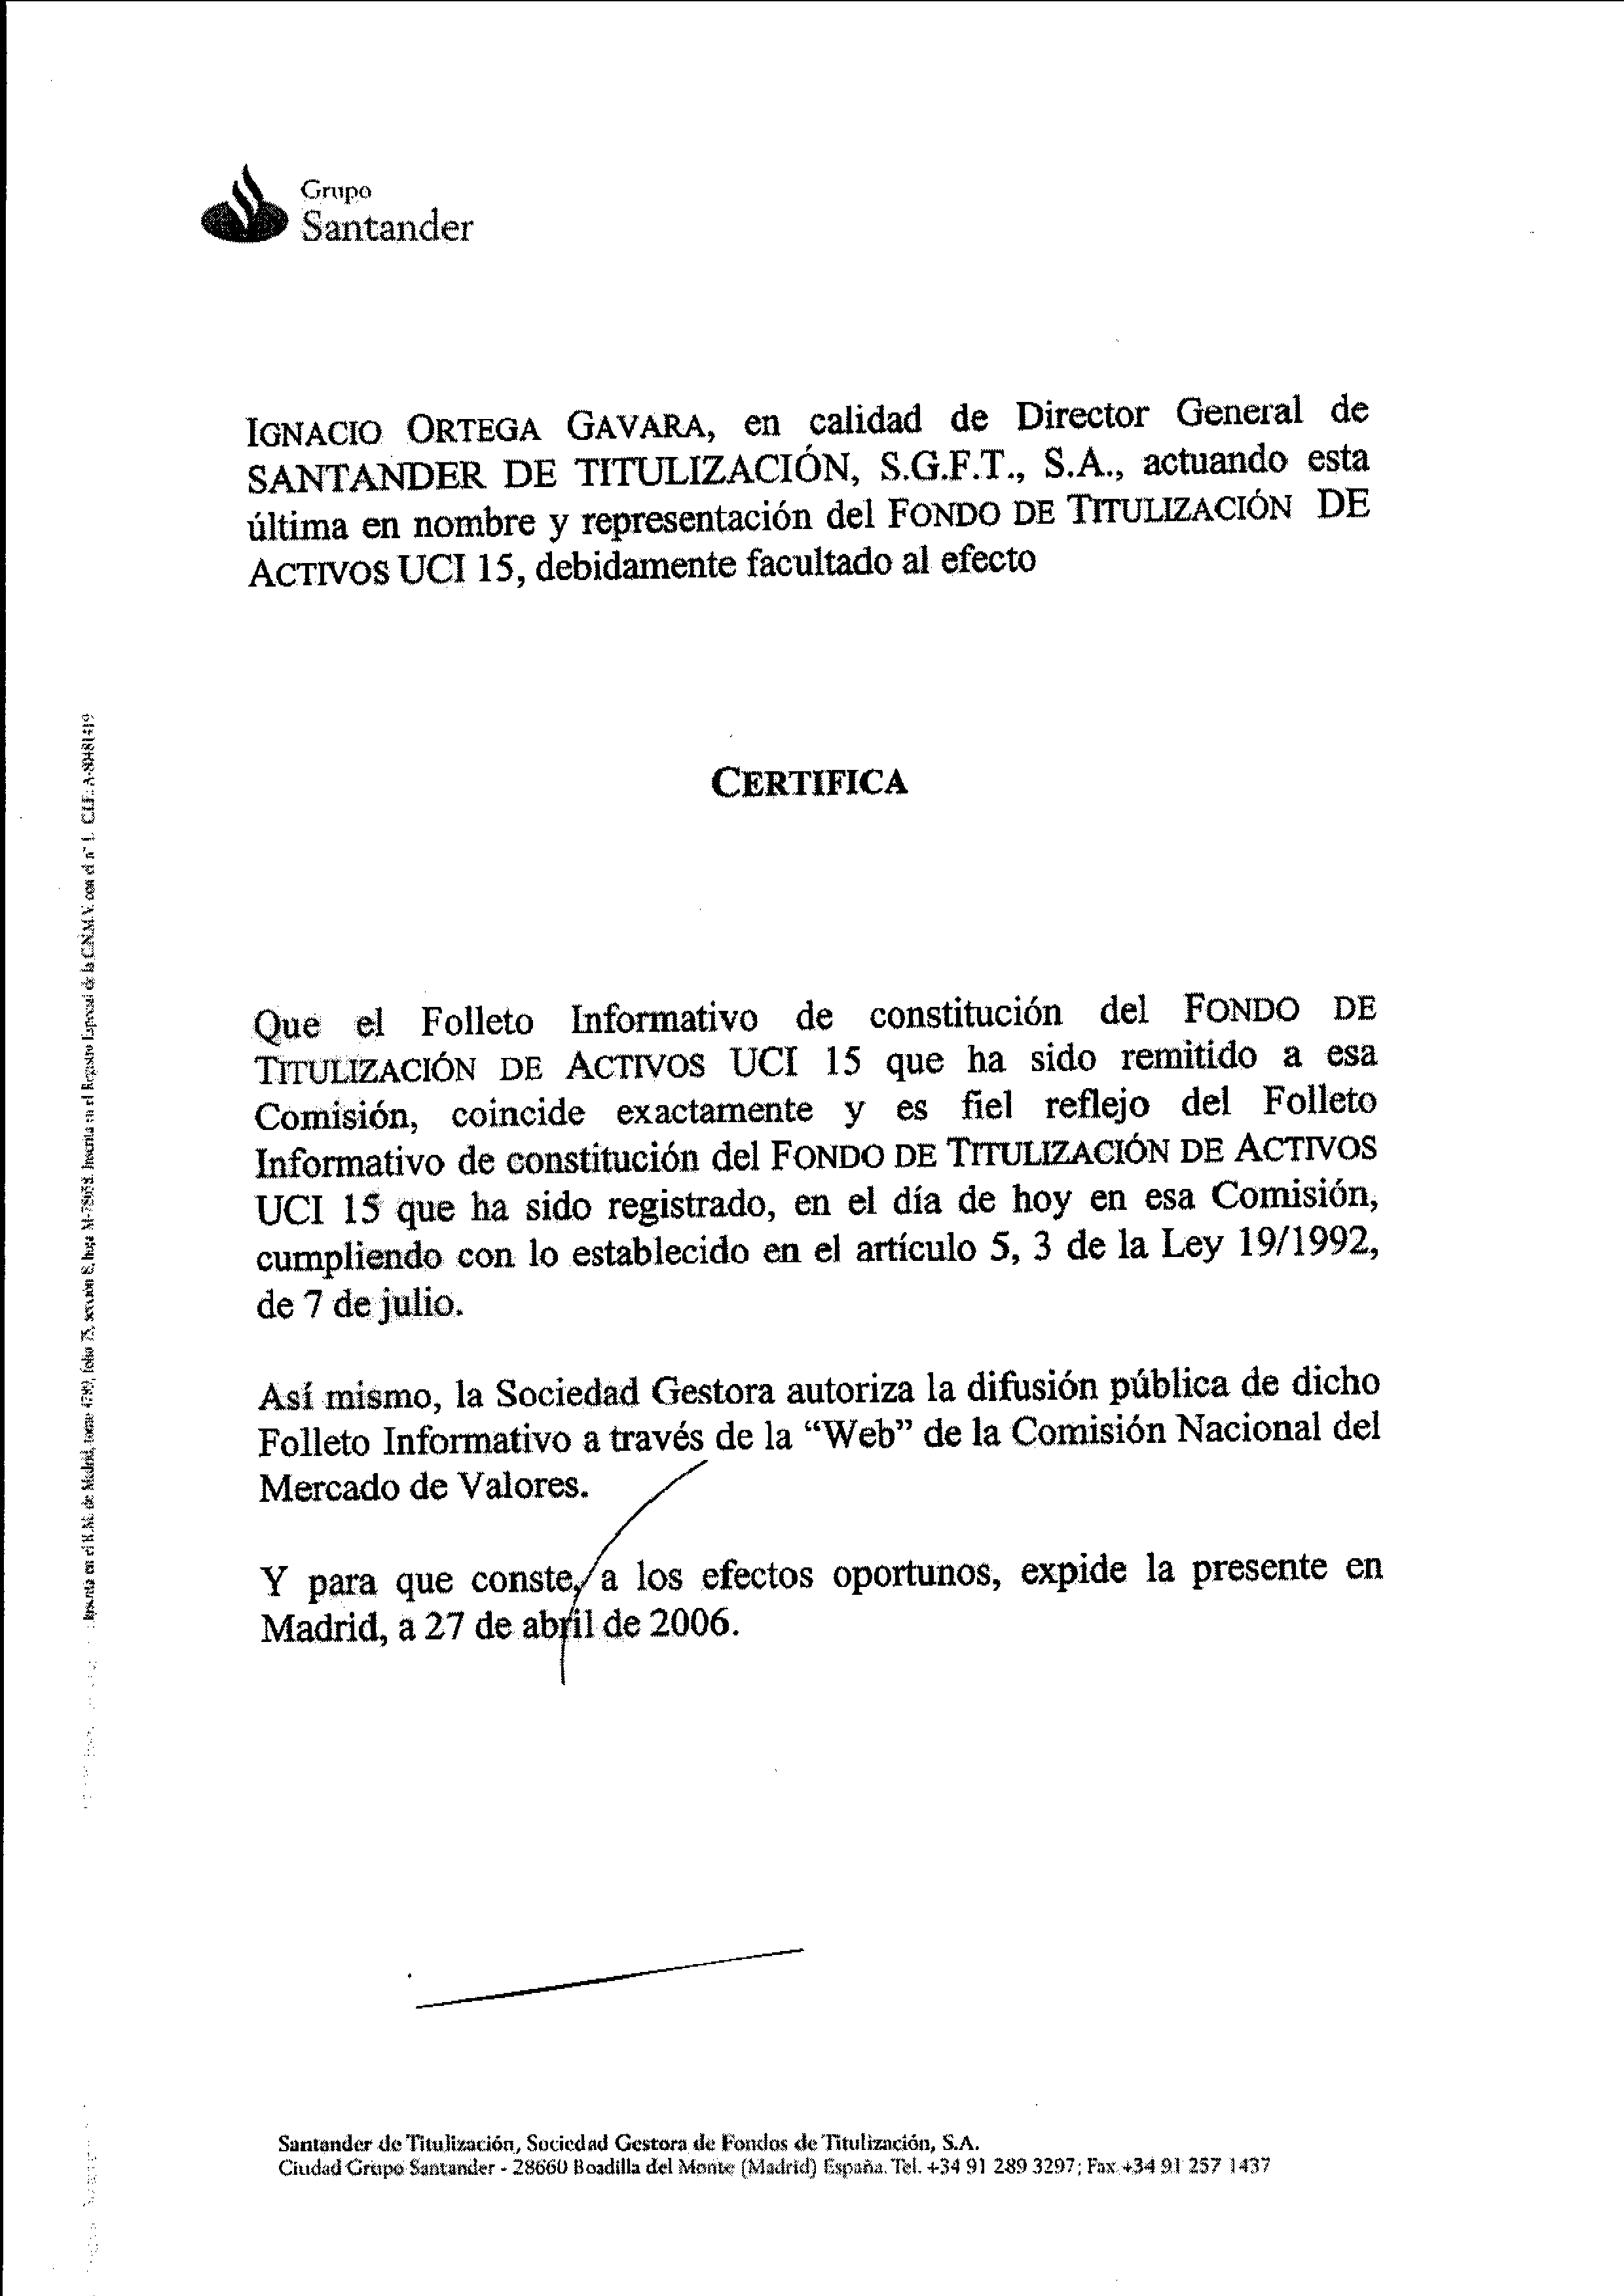 Grupo
Santander
IGNACIO ORTEGA GAVARA, en calidad de Director General de
SANTANDER DE TITULIZACIÓN, S.G.F.T., S.A., actuando esta
última en nombre y representación del FONDO DE TITULIZACIÓN DE
ACTIVOS UCI 15, debidamente facultado al efecto
CERTIFICA
Que el Folleto Informativo de constitución del FONDO DE
TITULIZACIÓN DE ACTIVOS UCI 15 que ha sido remitido a esa
Comisión, coincide exactamente y es fiel reflejo del Folleto
Informativo de constitución del FONDO DE TITULIZACIÓN DE ACTIVOS
UCI 15 que ha sido registrado, en el día de hoy en esa Comisión,
cumpliendo con lo establecido en el artículo 5, 3 de la Ley 19/1992,
de 7 de julio.
Así mismo, la Sociedad Gestora autoriza la difusión pública de dicho
Folleto Informativo a través de la “Web” de la Comisión Nacional del
Mercado de Valores.
Y para que conste, a los efectos oportunos, expide la presente en
Madrid, a 27 de abril de 2006.
Santander de Titulización, Sociedad Gestora de Fondos de Titulización, S.A.
Ciudad Grupo Santander - 28660 Boadilla del Monte (Madrid) España. Tel. +34 91 289 3297; Fax +34 91 257 1437
en el R.M. de Madrid, tomo 4789, folio 75, sección 8, hoja M-78658. Inscrita en el Registro Especial de la C.N.M.V. con el nº 1. C.I.F.: A-80481419